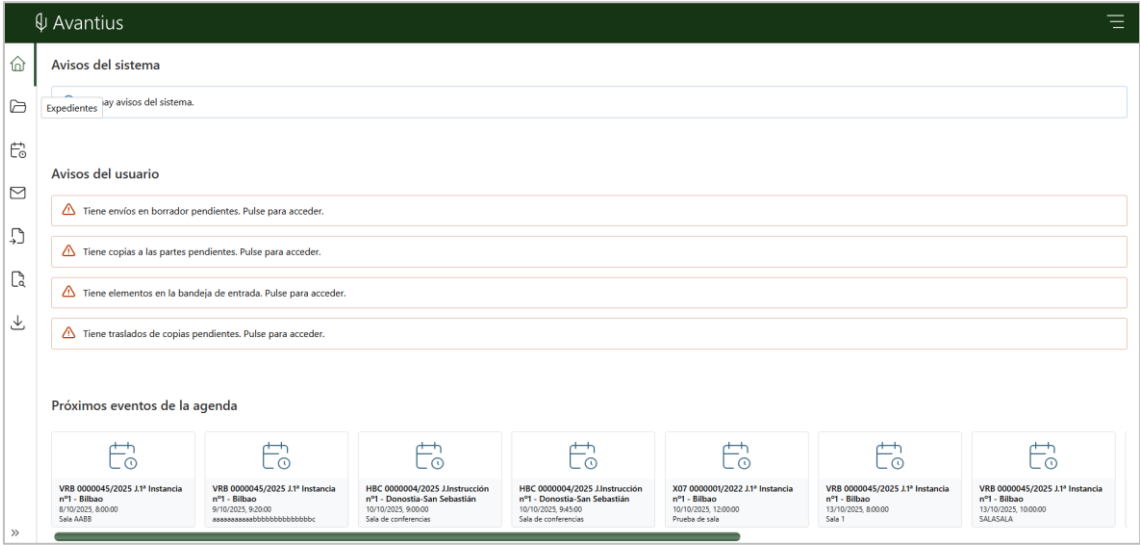 Avantius
Avisos del sistema
hay avisos del sistema.
Expedientes
Avisos del usuario
Tiene envíos en borrador pendientes. Pulse para acceder.
Tiene copias a las partes pendientes. Pulse para acceder.
Tiene elementos en la bandeja de entrada. Pulse para acceder.
Tiene traslados de copias pendientes. Pulse para acceder.
Próximos eventos de la agenda
VRB 0000045/2025 J.1ª Instancia
nº1 - Bilbao
8/10/2025, 8:00:00
Sala AABB
VRB 0000045/2025 J.1ª Instancia
nº1 - Bilbao
9/10/2025, 9:20:00
aaaaaaaaaabbbbbbbbbbbbbc
HBC 0000004/2025 J.Instrucción
nº1 - Donostia-San Sebastián
10/10/2025, 9:00:00
Sala de conferencias
HBC 0000004/2025 J.Instrucción
nº1 - Donostia-San Sebastián
10/10/2025, 9:45:00
Sala de conferencias
X07 0000001/2022 J.1ª Instancia
nº1 - Bilbao
10/10/2025, 12:00:00
Prueba de sala
VRB 0000045/2025 J.1ª Instancia
nº1 - Bilbao
13/10/2025, 8:00:00
Sala 1
VRB 0000045/2025 J.1ª Instancia
nº1 - Bilbao
13/10/2025, 10:00:00
SALASALA